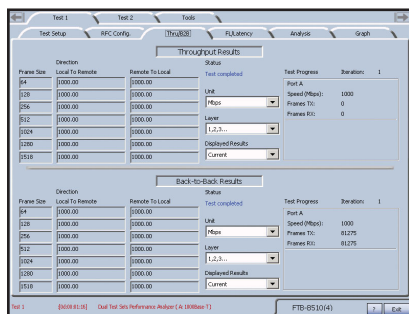 Test 1 Test 2 Tools
Test Setup RFC Config. Thru/B2B FL/Latency Analysis Graph
Throughput Results
Direction Status
Frame Size Local To Remote Remote To Local Test completed Test Progress Iteration: 1
64 1000.00 1000.00
128 1000.00 1000.00
256 1000.00 1000.00
512 1000.00 1000.00
1024 1000.00 1000.00
1280 1000.00 1000.00
1518 1000.00 1000.00
Unit
Mbps
Layer
1,2,3...
Displayed Results
Current
Port A
Speed (Mbps): 1000
Frames TX: 0
Frames RX: 0
Back-to-Back Results
Direction Status
Frame Size Local To Remote Remote To Local Test completed Test Progress Iteration: 1
64 1000.00 1000.00
128 1000.00 1000.00
256 1000.00 1000.00
512 1000.00 1000.00
1024 1000.00 1000.00
1280 1000.00 1000.00
1518 1000.00 1000.00
Unit
Mbps
Layer
1,2,3...
Displayed Results
Current
Port A
Speed (Mbps): 1000
Frames TX: 81275
Frames RX: 81275
Test 1 [00:00:01:16] Dual Test Sets Performance Analyzer ( A: 1000Base T ) FTB-8510(4) ? Exit